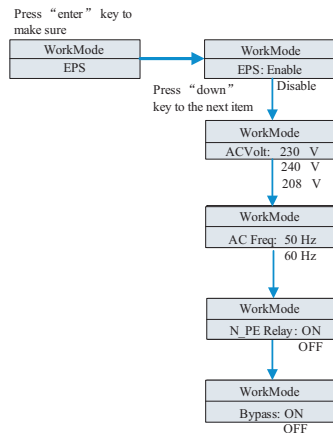 Press “enter” key to
make sure
WorkMode
EPS
WorkMode
EPS: Enable
Disable
Press “down”
key to the next item
WorkMode
ACVolt: 230 V
240 V
208 V
WorkMode
AC Freq: 50 Hz
60 Hz
WorkMode
N_PE Relay: ON
OFF
WorkMode
Bypass: ON
OFF